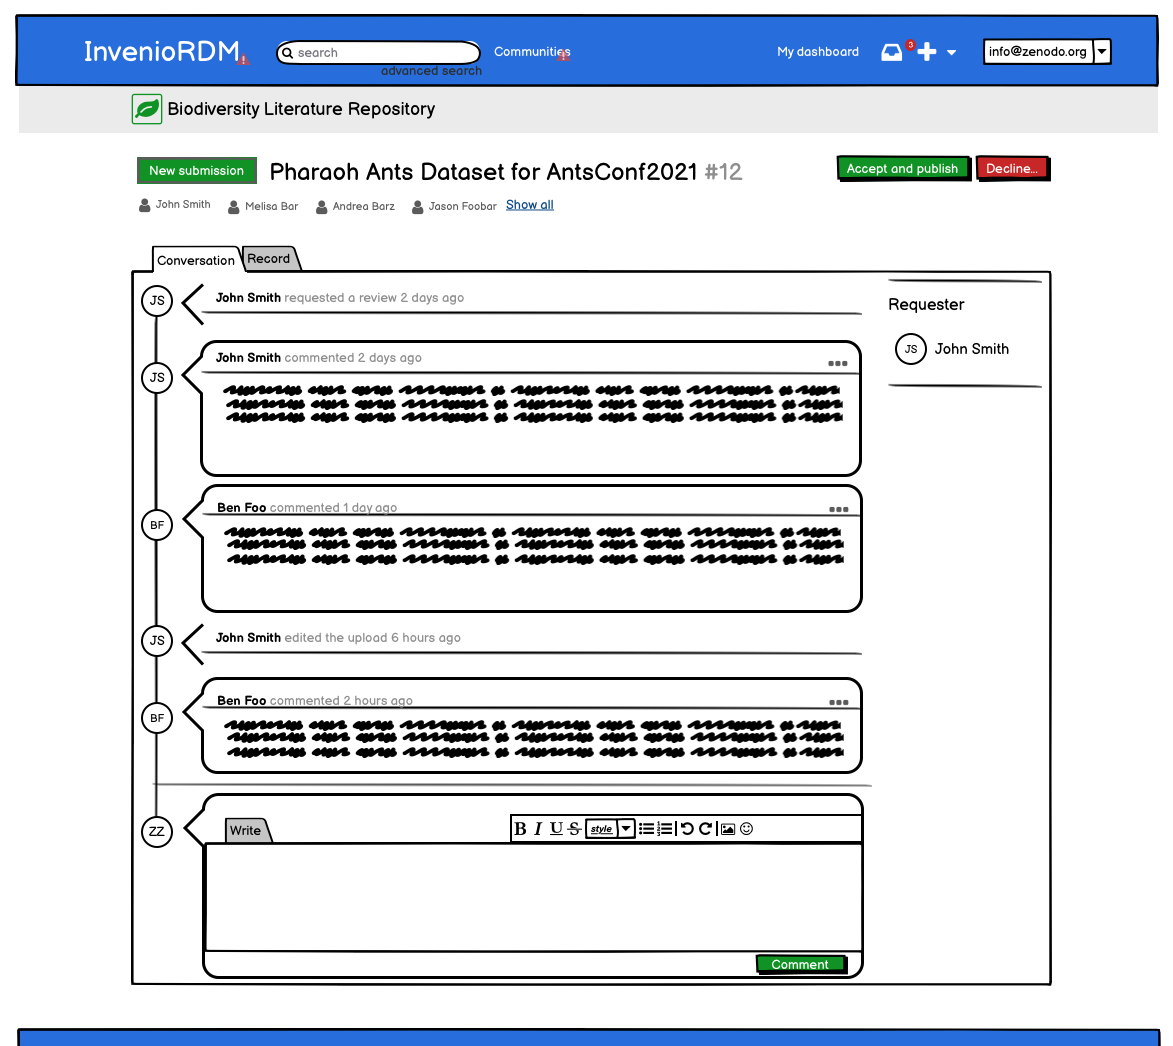 InvenioRDM
search
Communities
My dashboard
3
info@zenodo.org
advanced search
Biodiversity Literature Repository
New submission
Pharaoh Ants Dataset for AntsConf2021 #12
Accept and publish
Decline...
John Smith
Melisa Bar
Andrea Barz
Jason Foobar
Show all
Conversation
Record
JS
John Smith requested a review 2 days ago
Requester
JS
John Smith
JS
John Smith commented 2 days ago
BF
Ben Foo commented 1 day ago
JS
John Smith edited the upload 6 hours ago
BF
Ben Foo commented 2 hours ago
ZZ
Write
B I U S style
Comment